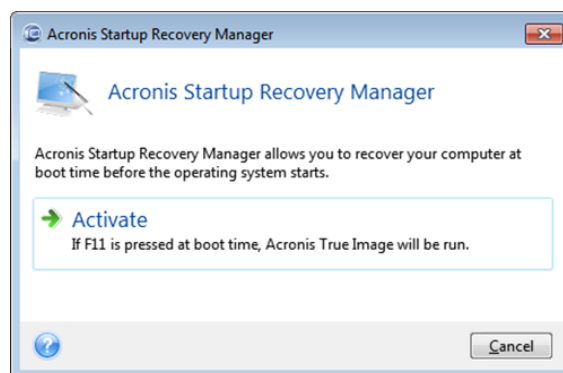 Acronis Startup Recovery Manager
Acronis Startup Recovery Manager
Acronis Startup Recovery Manager allows you to recover your computer at
boot time before the operating system starts.
Activate
If F11 is pressed at boot time, Acronis True Image will be run.
Cancel